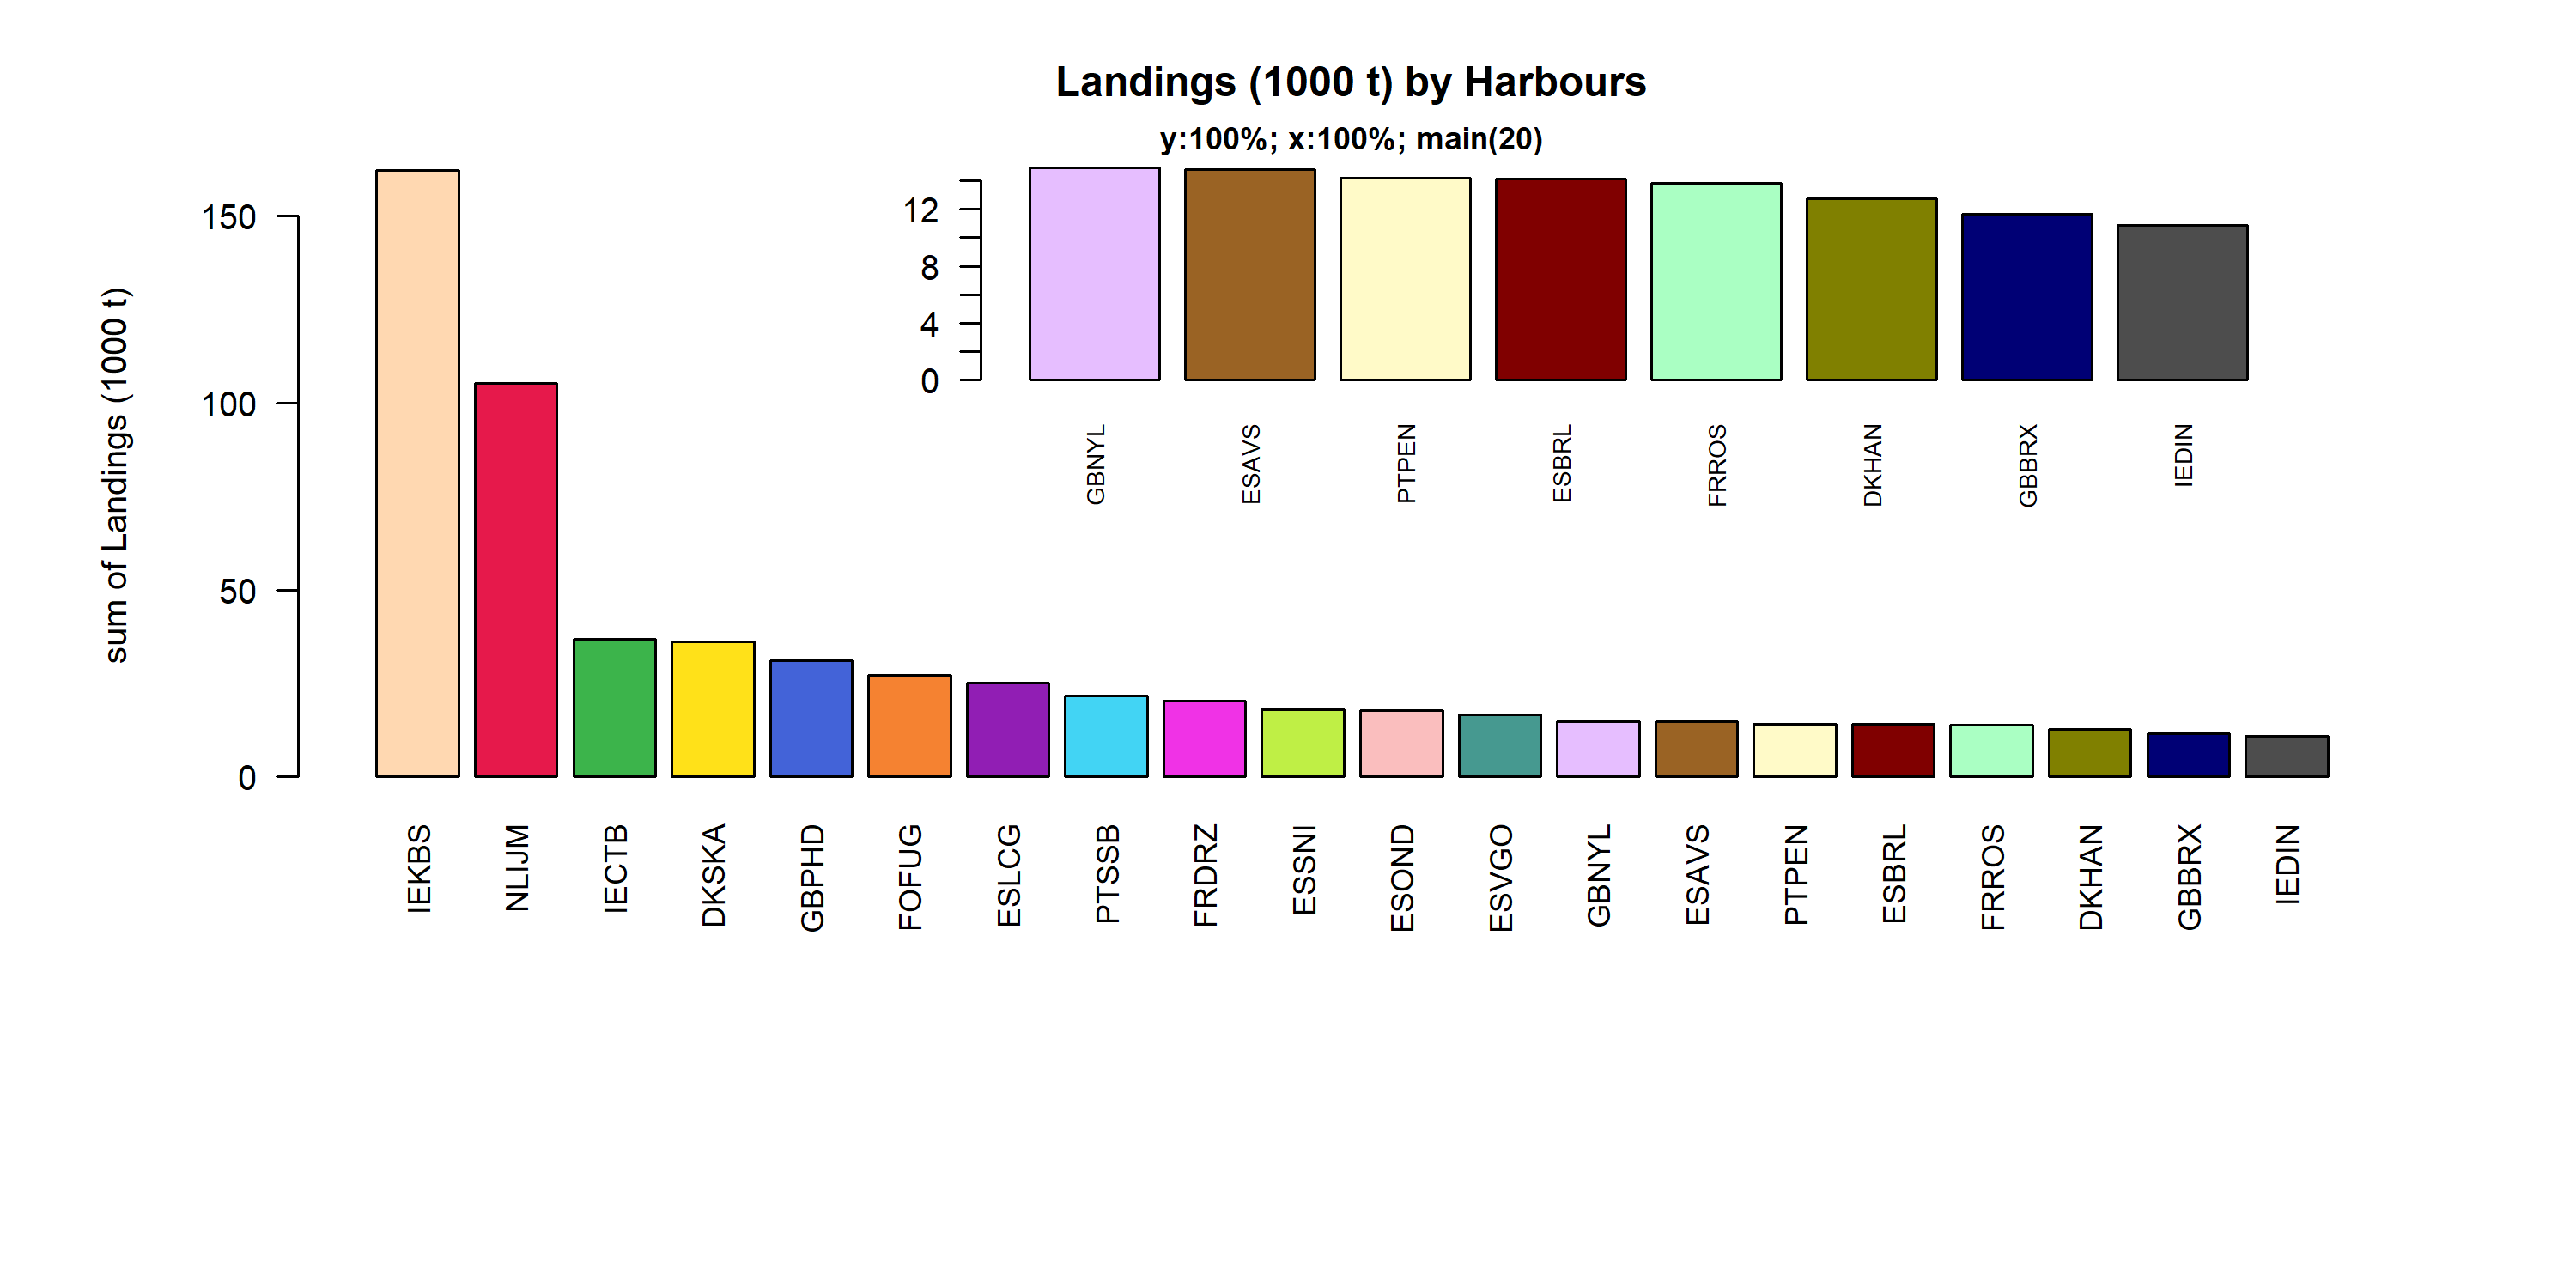 Landings (1000 t) by Harbours
y:100%; x:100%; main(20)
sum of Landings (1000 t)
150
100
50
0
12
8
4
0
GBNYL
ESAVS
PTPEN
ESBRL
FRROS
DKHAN
GBBRX
IEDIN
IEKBS
NLIJM
IECTB
DKSKA
GBPHD
FOFUG
ESLCG
PTSSB
FRDRZ
ESSNI
ESOND
ESVGO
GBNYL
ESAVS
PTPEN
ESBRL
FRROS
DKHAN
GBBRX
IEDIN